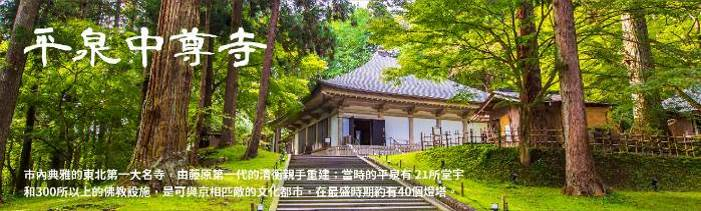 平泉中尊寺
市內典雅的東北第一大名寺，由藤原第一代的清衡親手重建；當時的平泉有 21所堂宇
和300所以上的佛教設施，是可與京相匹敵的文化都市，在最盛時期約有40個燈塔。